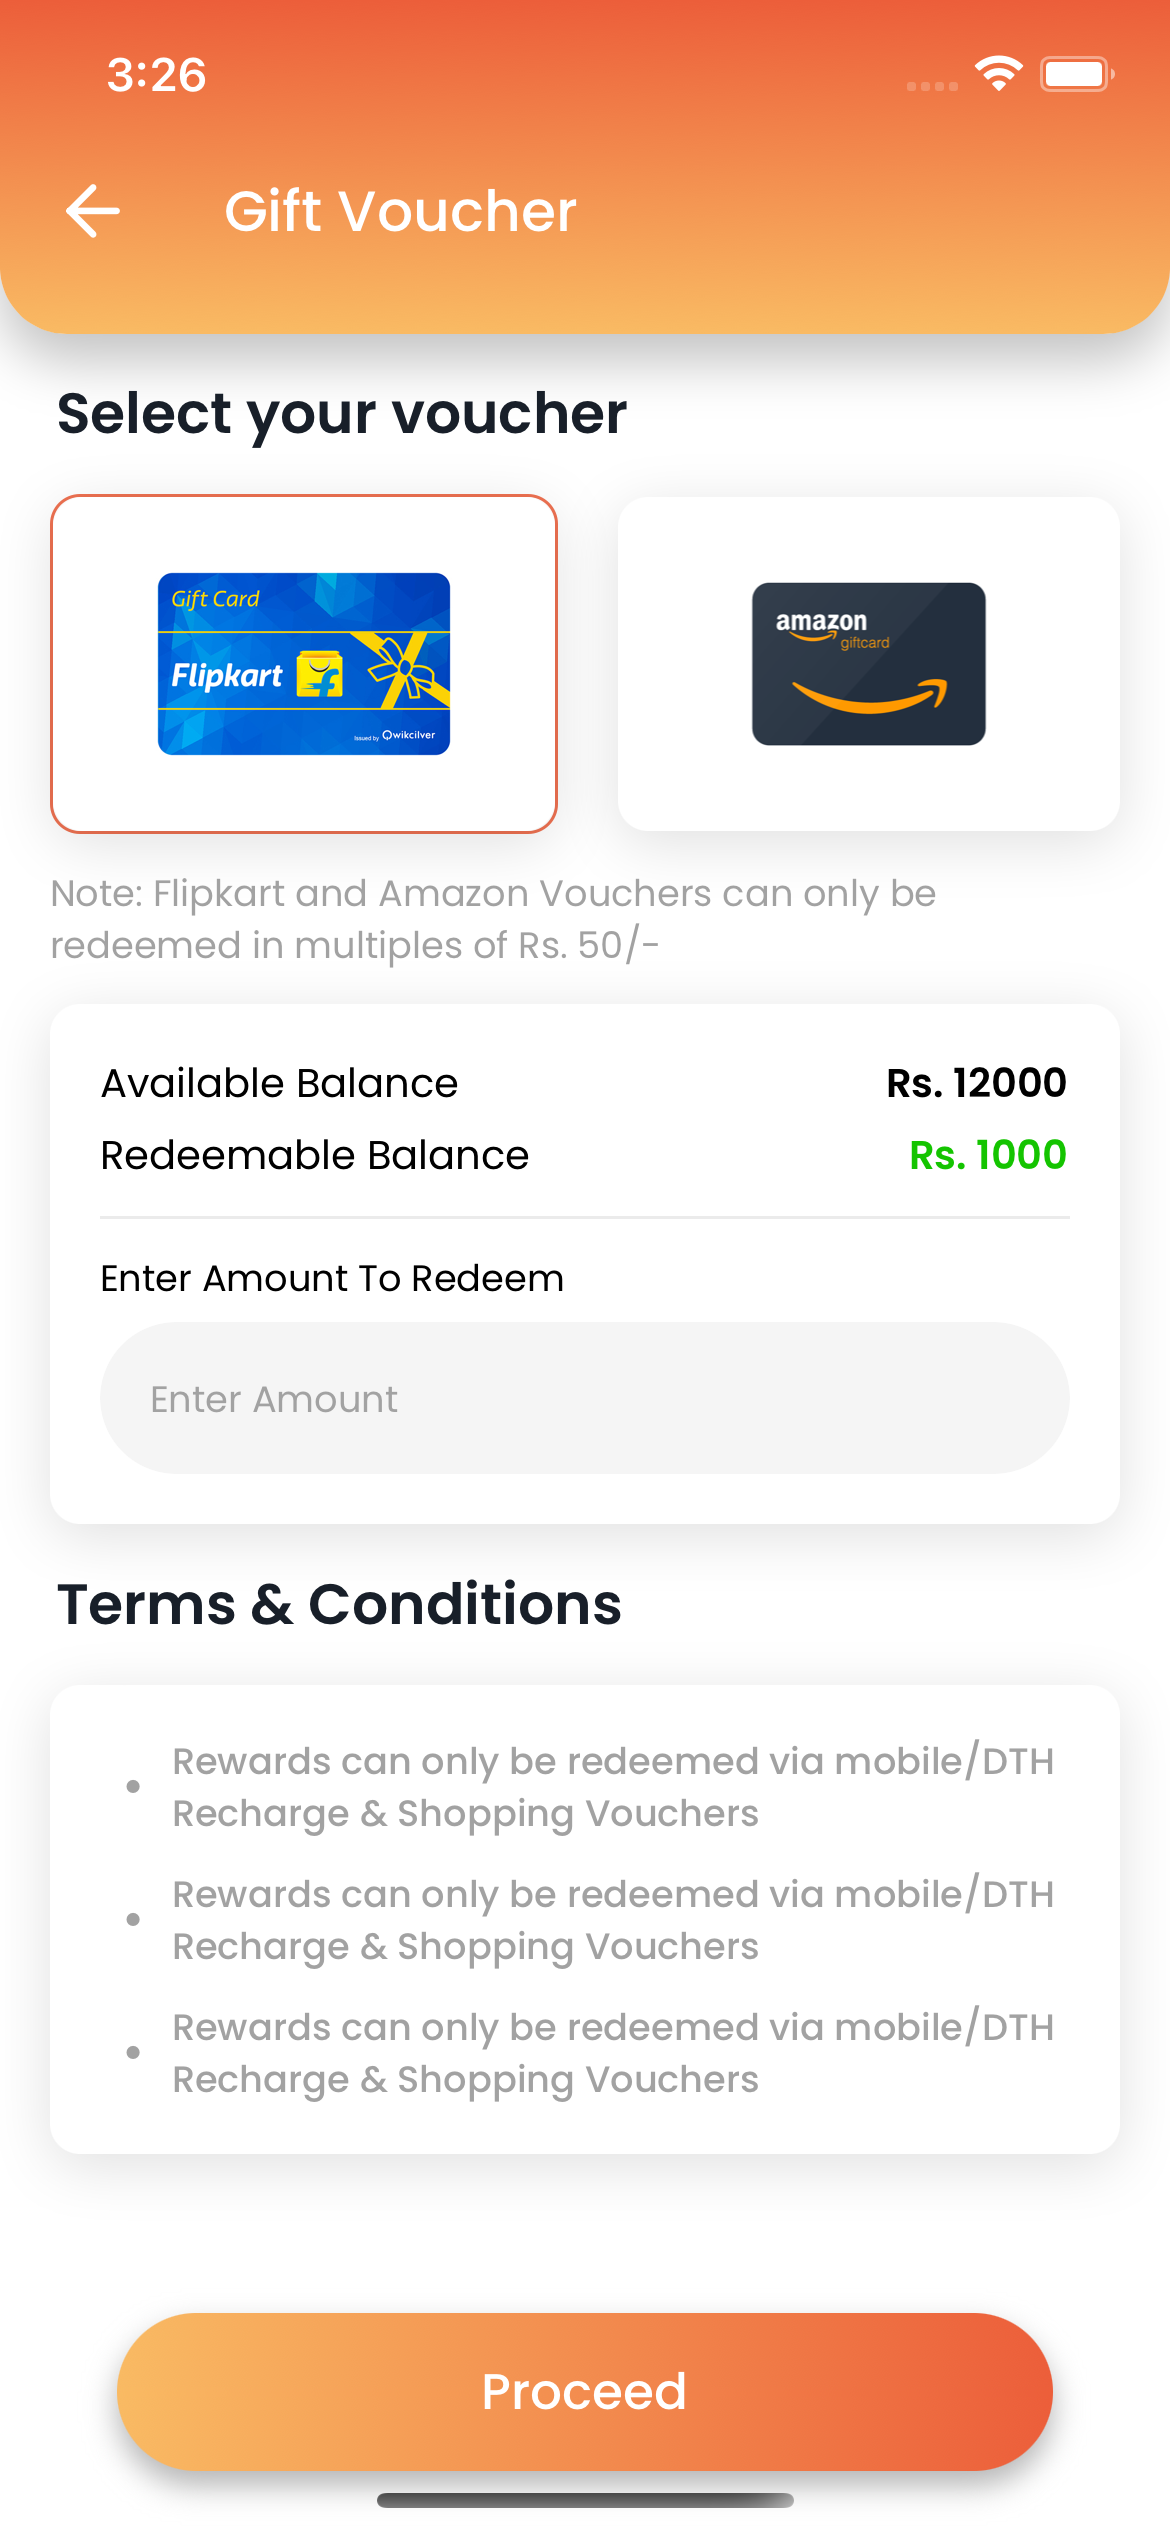 3:26
Gift Voucher
Select your voucher
Gift Card
Flipkart
Issued by Qwikcilver
amazon
giftcard
Note: Flipkart and Amazon Vouchers can only be
redeemed in multiples of Rs. 50/-
Available Balance Rs. 12000
Redeemable Balance Rs. 1000
Enter Amount To Redeem
Enter Amount
Terms & Conditions
• Rewards can only be redeemed via mobile/DTH
Recharge & Shopping Vouchers
• Rewards can only be redeemed via mobile/DTH
Recharge & Shopping Vouchers
• Rewards can only be redeemed via mobile/DTH
Recharge & Shopping Vouchers
Proceed